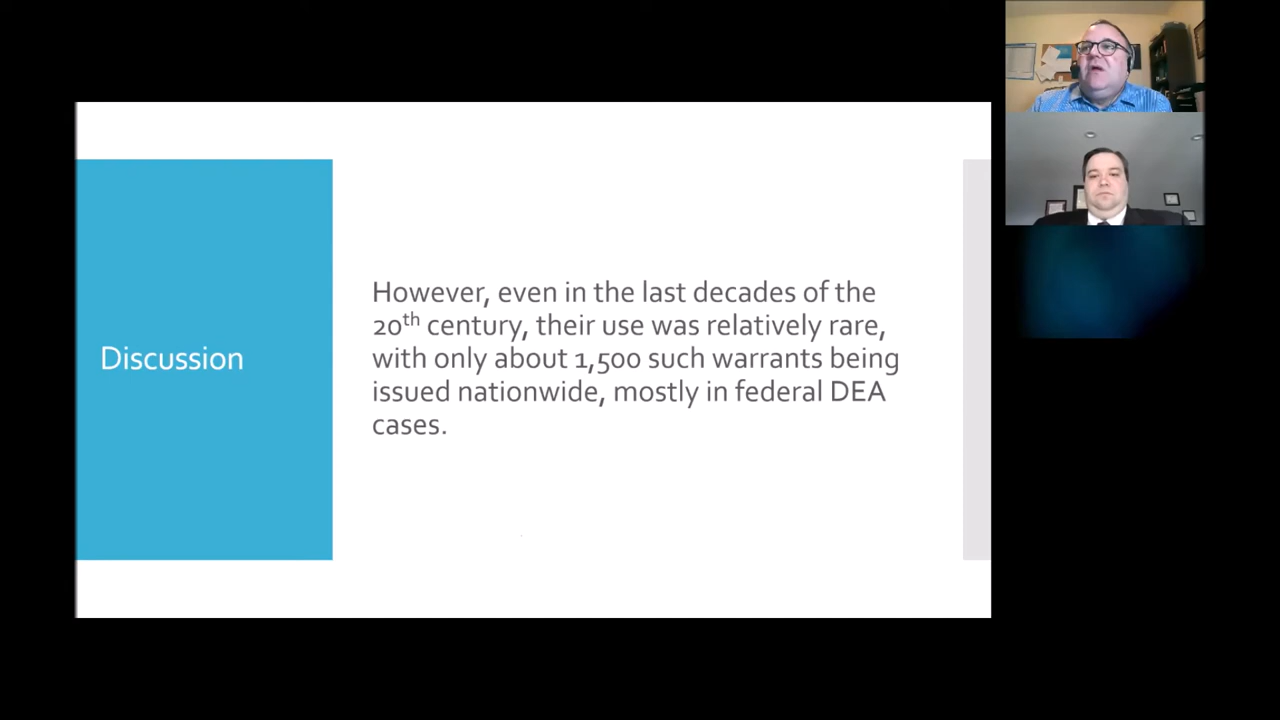 Discussion
However, even in the last decades of the
20th century, their use was relatively rare,
with only about 1,500 such warrants being
issued nationwide, mostly in federal DEA
cases.